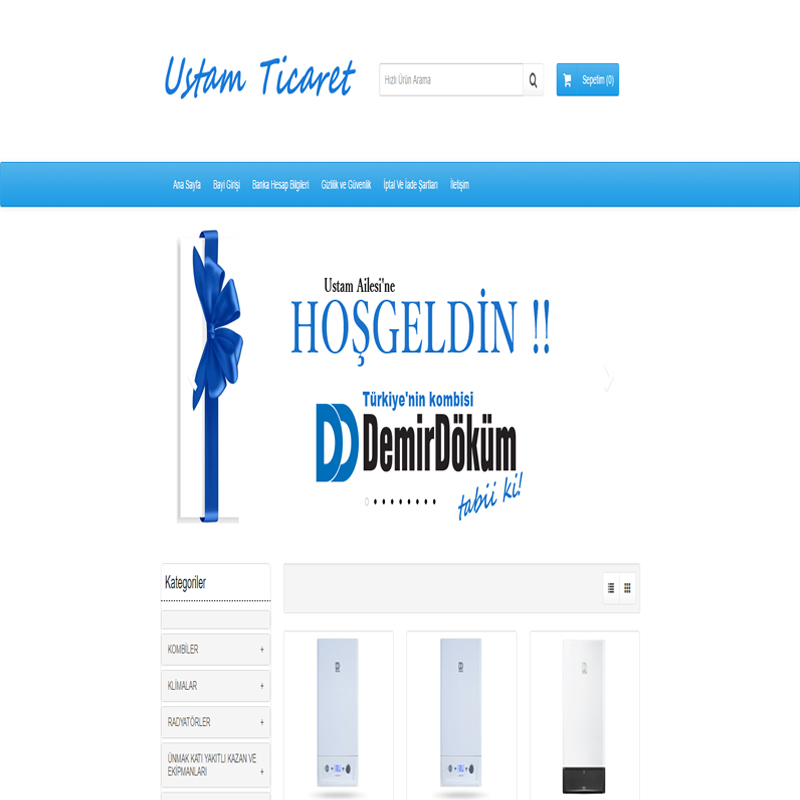 Ustam Ticaret
Hızlı Ürün Arama
Sepetim (0)
Ana Sayfa
Bayi Girişi
Banka Hesap Bilgileri
Gizlilik ve Güvenlik
İptal Ve İade Şartları
İletişim
Ustam Ailesi'ne
HOŞGELDİN !!
Türkiye'nin kombisi
DemirDöküm
tabii ki!
Kategoriler
KOMBİLER +
KLİMALAR +
RADYATÖRLER +
ÜNMAK KATI YAKITLI KAZAN VE
EKİPMANLARI +